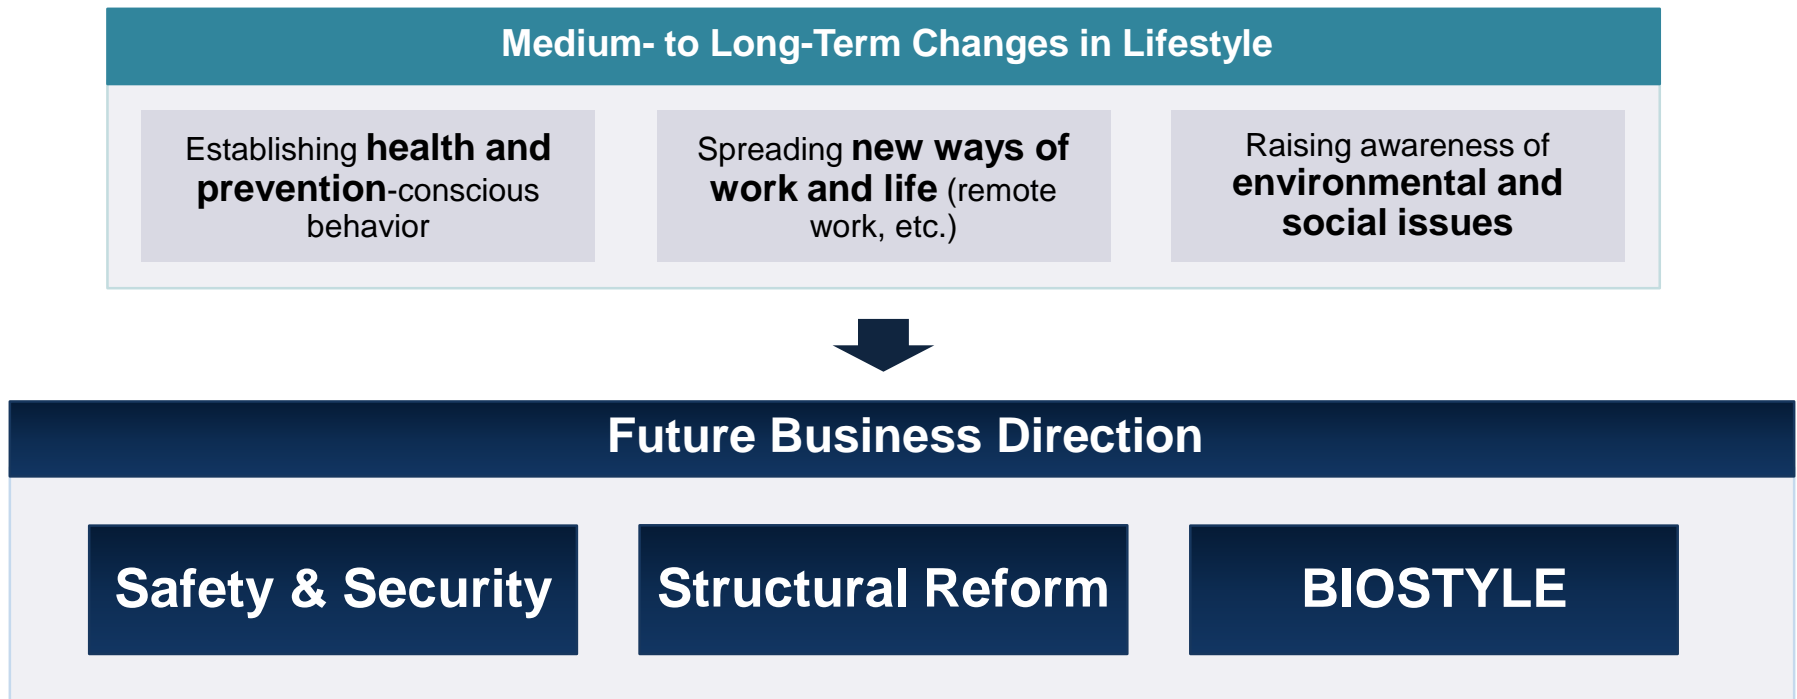 Medium- to Long-Term Changes in Lifestyle
Establishing health and
prevention-conscious
behavior
Spreading new ways of
work and life (remote
work, etc.)
Raising awareness of
environmental and
social issues
Future Business Direction
Safety & Security
Structural Reform
BIOSTYLE